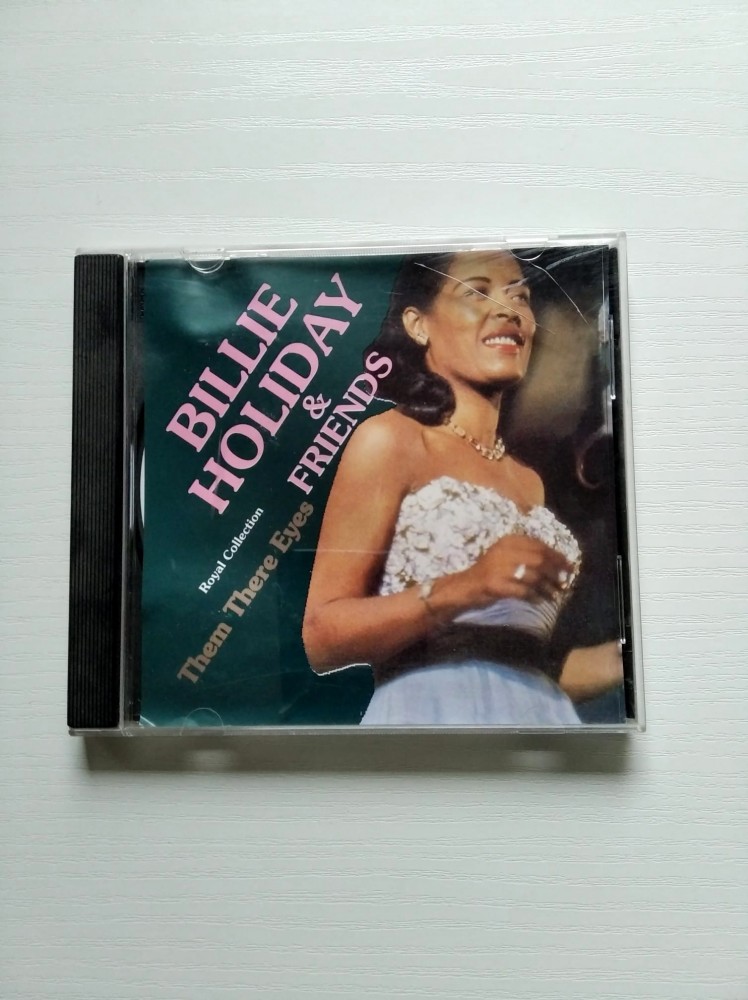 BILLIE
HOLIDAY
&
FRIENDS
Royal Collection
Them There Eyes